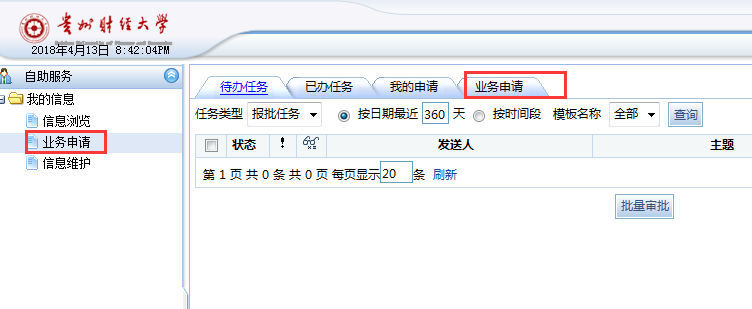 贵州财经大学
2018年4月13日 8:42:04PM
自助服务
我的信息
信息浏览
业务申请
信息维护
待办任务 已办任务 我的申请 业务申请
任务类型 报批任务 按日期最近 360 天 按时间段 模板名称 全部 查询
状态 ! 发送人 主题
第 1 页 共 0 条 共 0 页 每页显示 20 条 刷新
批量审批